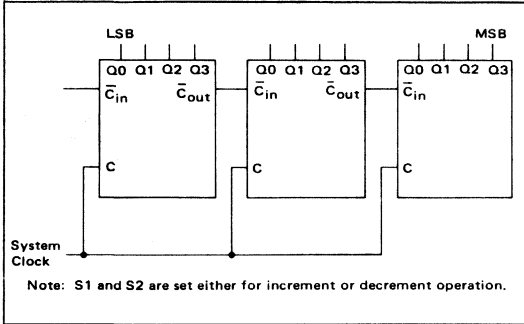 LSB MSB
Q0 Q1 Q2 Q3 Q0 Q1 Q2 Q3 Q0 Q1 Q2 Q3
C̅in C̅out C̅in C̅out C̅in
C C C
System
Clock
Note: S1 and S2 are set either for increment or decrement operation.